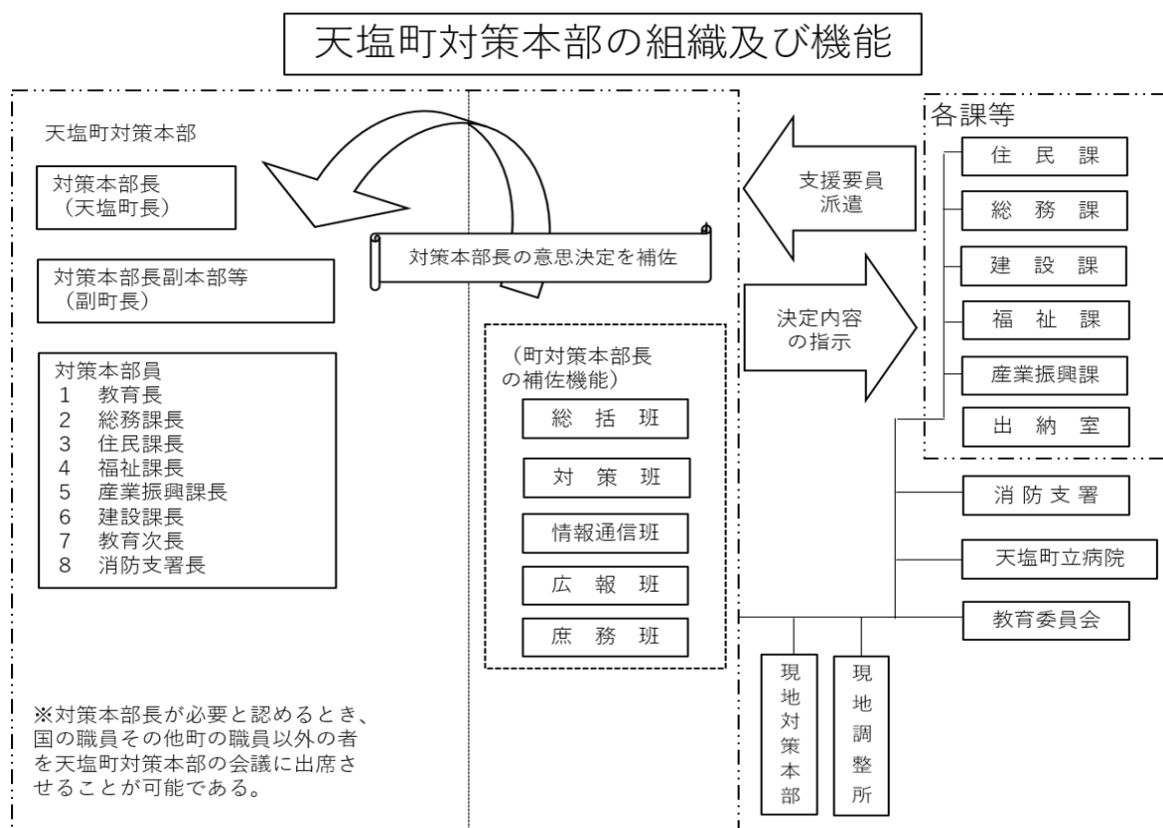 天塩町対策本部の組織及び機能
天塩町対策本部
対策本部長
(天塩町長)
対策本部長副本部等
(副町長)
対策本部員
1 教育長
2 総務課長
3 住民課長
4 福祉課長
5 産業振興課長
6 建設課長
7 教育次長
8 消防支署長
※対策本部長が必要と認めるとき、
国の職員その他町の職員以外の者
を天塩町対策本部の会議に出席さ
せることが可能である。
対策本部長の意思決定を補佐
(町対策本部長
の補佐機能)
総括班
対策班
情報通信班
広報班
庶務班
支援要員
派遣
決定内容
の指示
各課等
住民課
総務課
建設課
福祉課
産業振興課
出納室
消防支署
天塩町立病院
教育委員会
現地対策本部
現地調整所